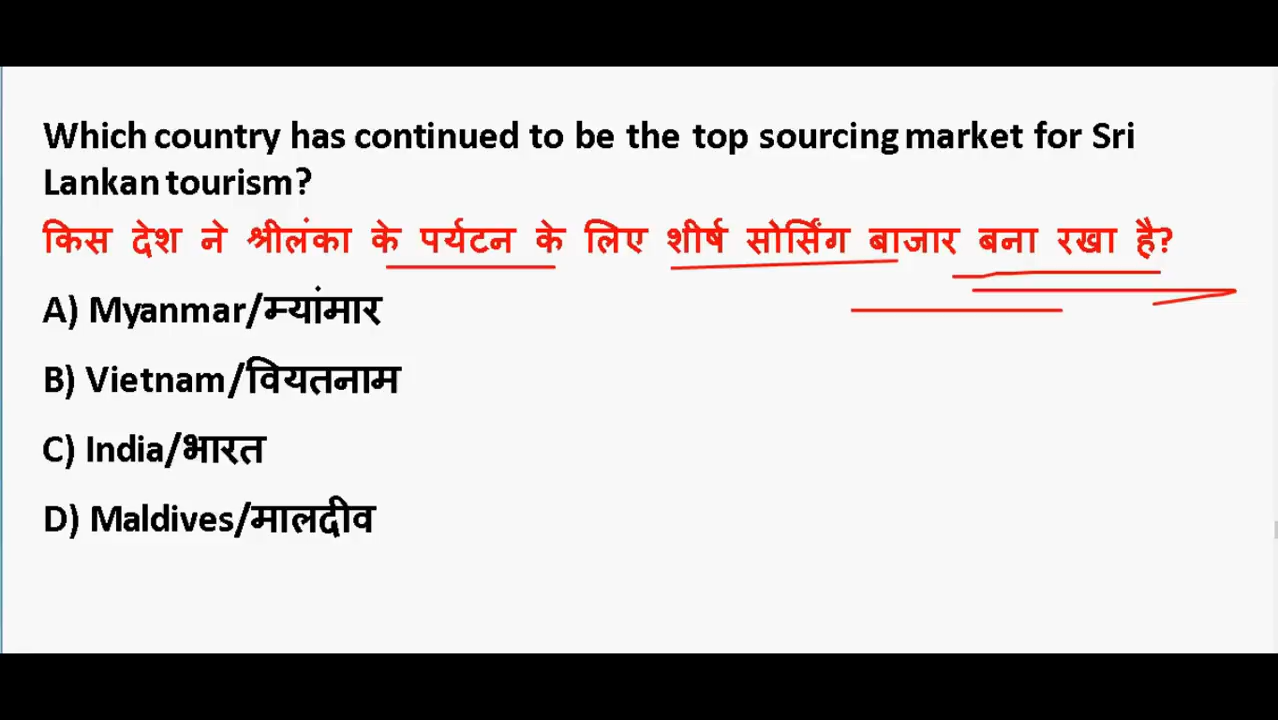 Which country has continued to be the top sourcing market for Sri
Lankan tourism?
किस देश ने श्रीलंका के पर्यटन के लिए शीर्ष सोर्सिंग बाजार बना रखा है?
A) Myanmar/म्यांमार
B) Vietnam/वियतनाम
C) India/भारत
D) Maldives/मालदीव